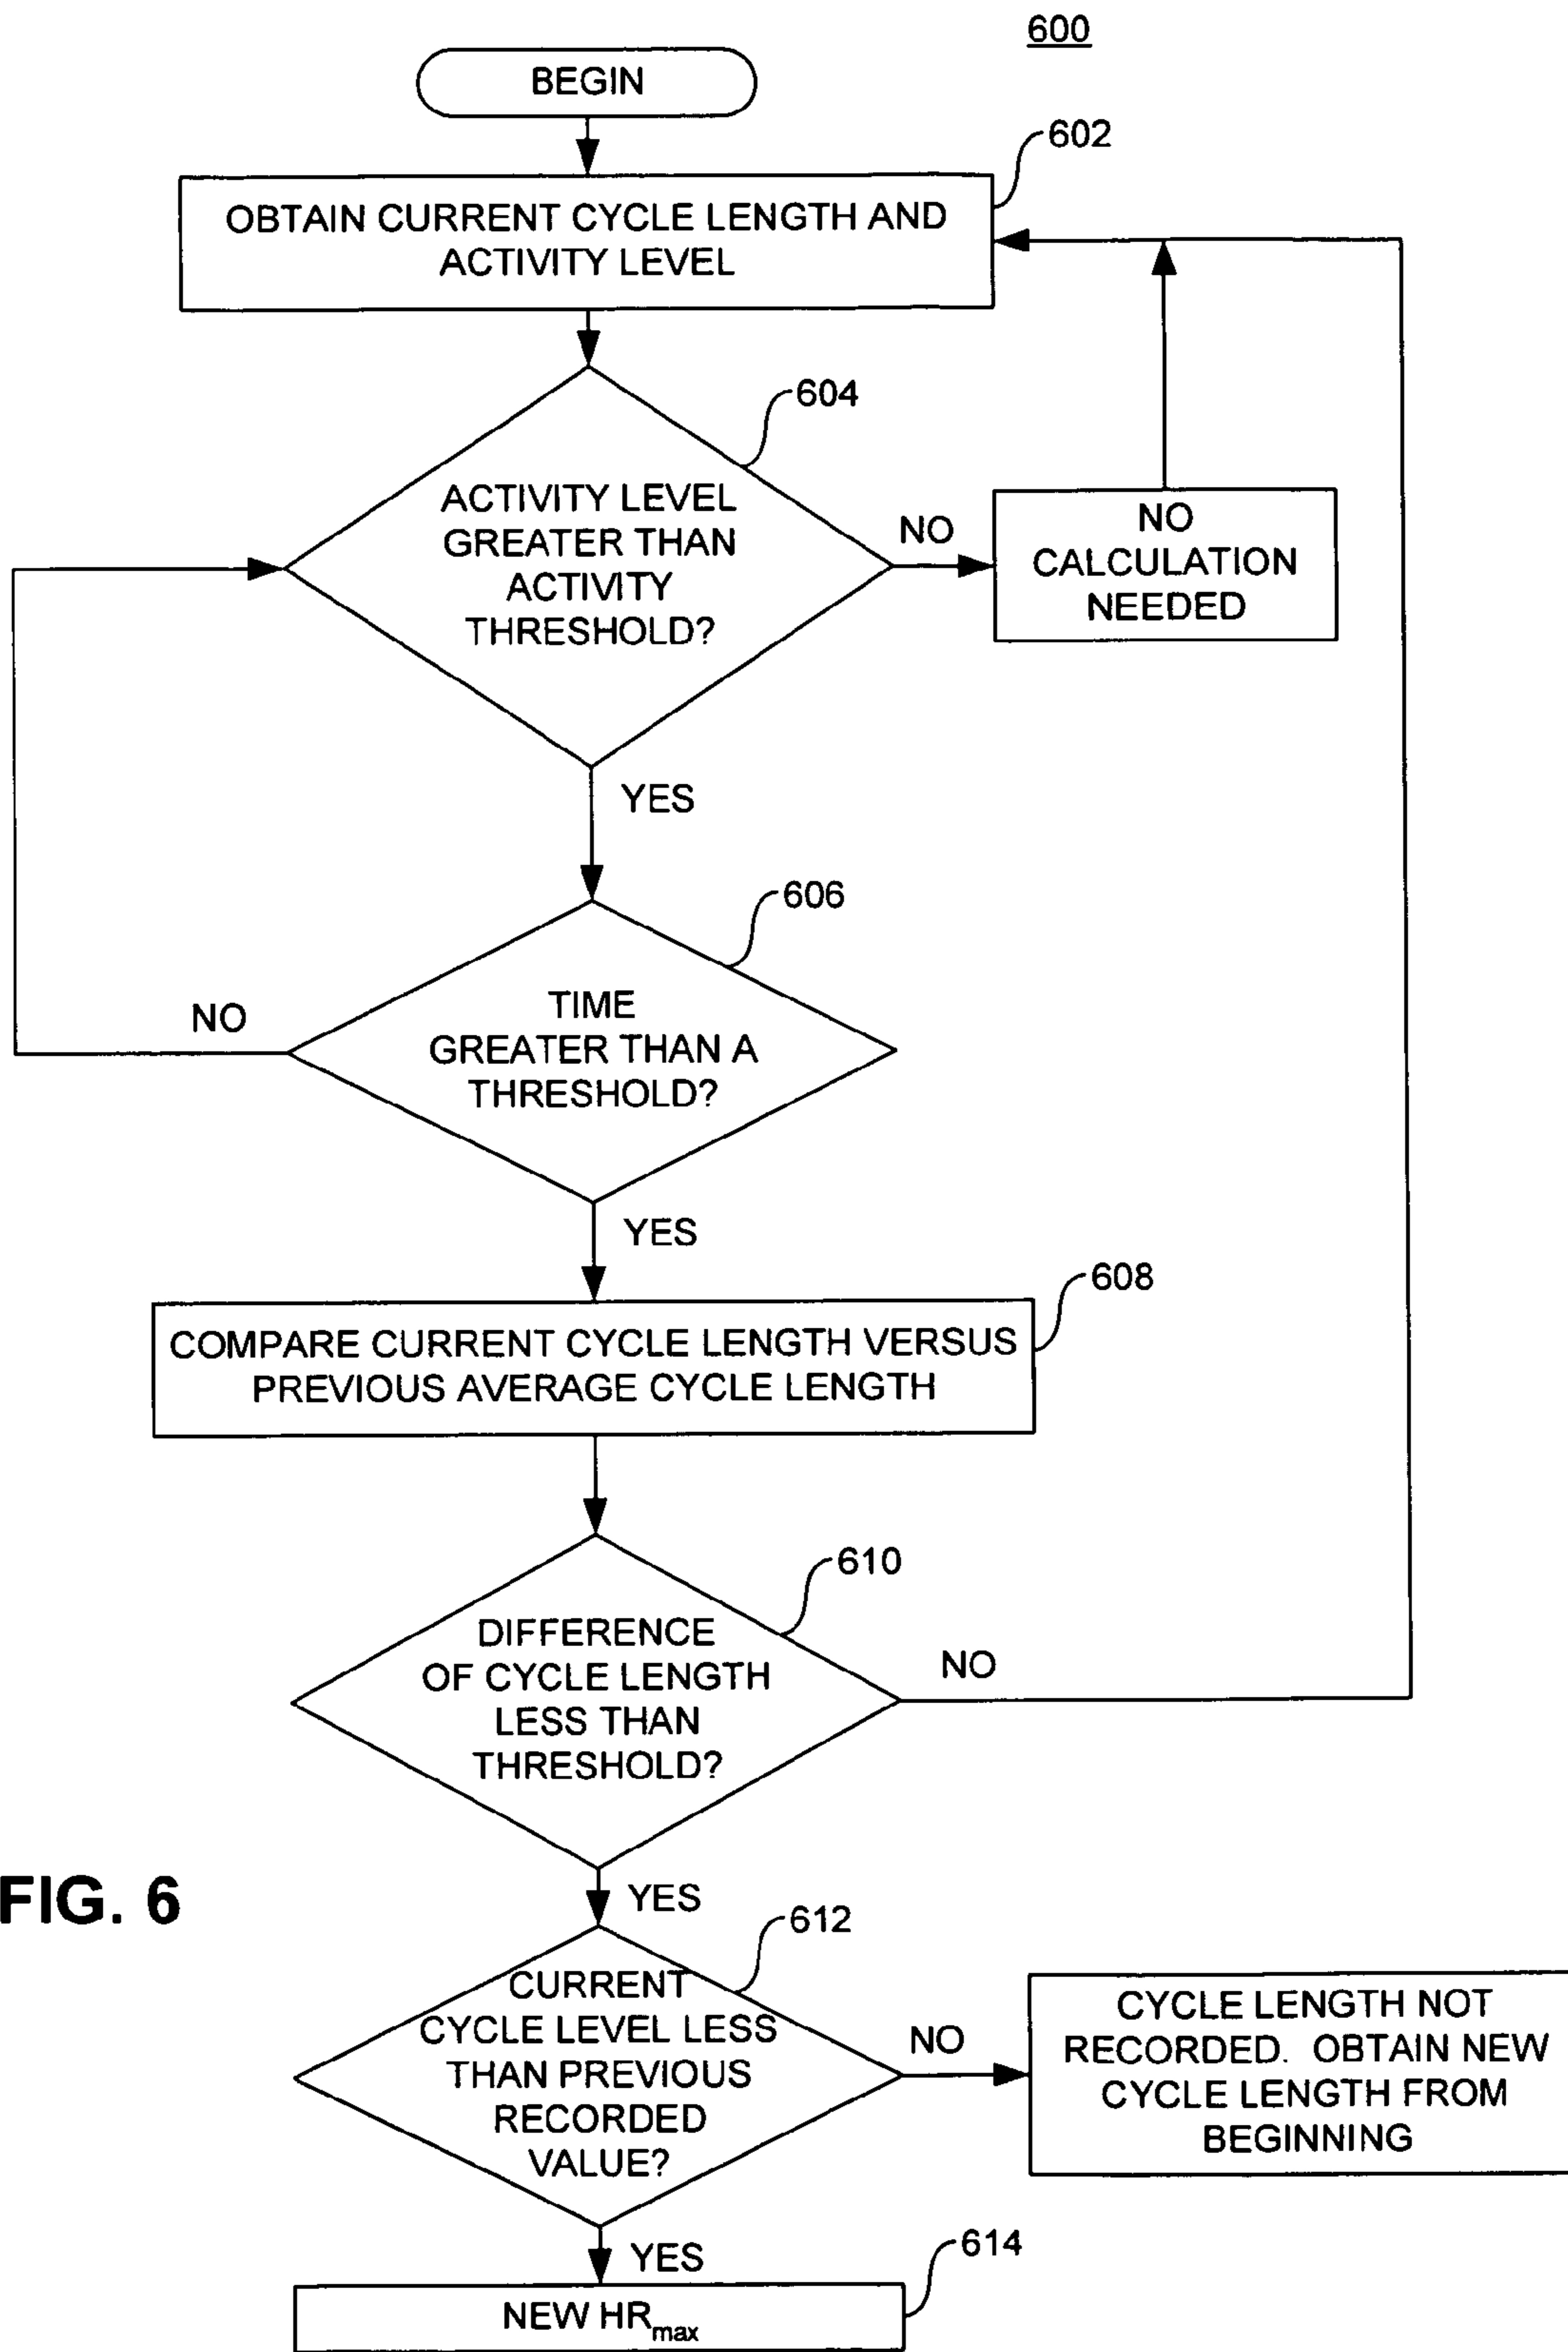 600
BEGIN
602
OBTAIN CURRENT CYCLE LENGTH AND
ACTIVITY LEVEL
604
ACTIVITY LEVEL
GREATER THAN
ACTIVITY
THRESHOLD?
NO
NO
CALCULATION
NEEDED
YES
606
TIME
GREATER THAN A
THRESHOLD?
NO
YES
608
COMPARE CURRENT CYCLE LENGTH VERSUS
PREVIOUS AVERAGE CYCLE LENGTH
610
DIFFERENCE
OF CYCLE LENGTH
LESS THAN
THRESHOLD?
NO
FIG. 6
YES
612
CURRENT
CYCLE LEVEL LESS
THAN PREVIOUS
RECORDED
VALUE?
NO
CYCLE LENGTH NOT
RECORDED. OBTAIN NEW
CYCLE LENGTH FROM
BEGINNING
YES
614
NEW HRmax